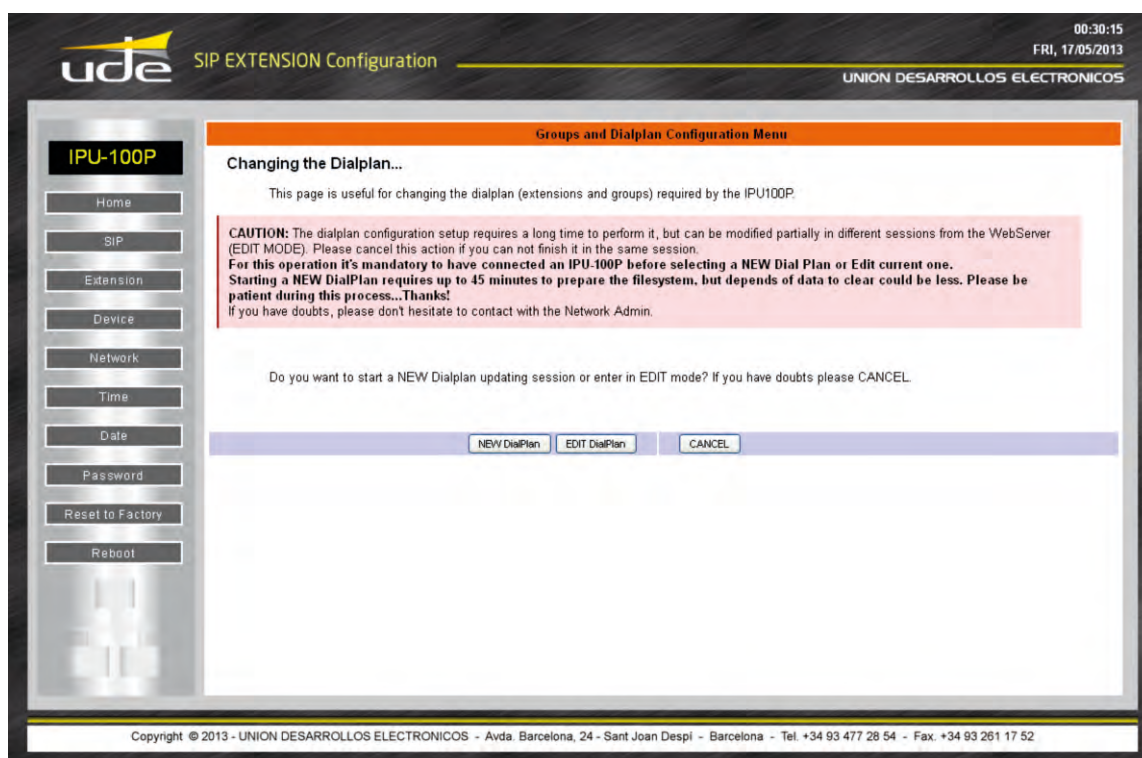 00:30:15
FRI, 17/05/2013
ude
SIP EXTENSION Configuration
UNION DESARROLLOS ELECTRONICOS
IPU-100P
Home
SIP
Extension
Device
Network
Time
Date
Password
Reset to Factory
Reboot
Groups and Dialplan Configuration Menu
Changing the Dialplan...
This page is useful for changing the dialplan (extensions and groups) required by the IPU100P.
CAUTION: The dialplan configuration setup requires a long time to perform it, but can be modified partially in different sessions from the WebServer
(EDIT MODE). Please cancel this action if you can not finish it in the same session.
For this operation it's mandatory to have connected an IPU-100P before selecting a NEW Dial Plan or Edit current one.
Starting a NEW DialPlan requires up to 45 minutes to prepare the filesystem, but depends of data to clear could be less. Please be
patient during this process...Thanks!
If you have doubts, please don't hesitate to contact with the Network Admin.
Do you want to start a NEW Dialplan updating session or enter in EDIT mode? If you have doubts please CANCEL.
NEW DialPlan EDIT DialPlan CANCEL
Copyright © 2013 - UNION DESARROLLOS ELECTRONICOS - Avda. Barcelona, 24 - Sant Joan Despi - Barcelona - Tel. +34 93 477 28 54 - Fax. +34 93 261 17 52